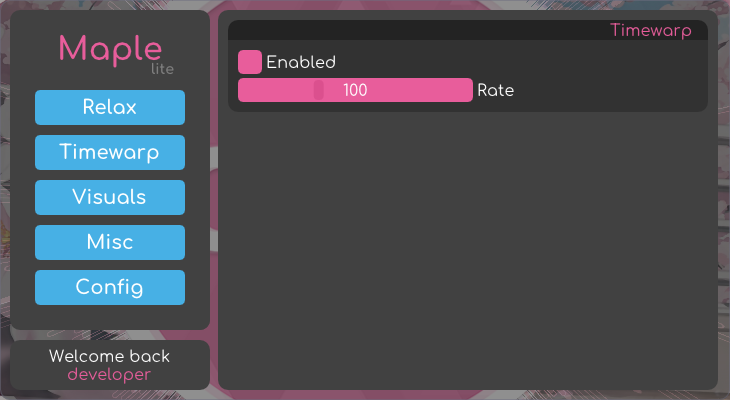 Maple
lite
Relax
Timewarp
Visuals
Misc
Config
Welcome back
developer
Timewarp
Enabled
100 Rate